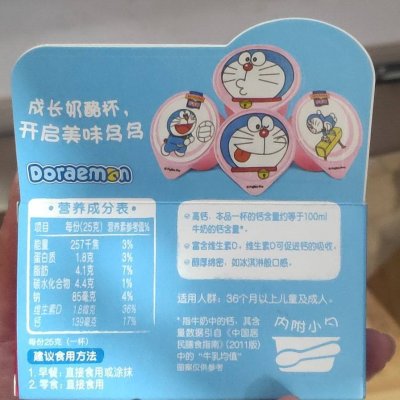 成长奶酪杯，
开启美味鸟鸟
Doraemon
·营养成分表·
项目 每份(25克) 营养素参考值%
能量 257千焦 3%
蛋白质 1.8克 3%
脂肪 4.1克 7%
碳水化合物 4.4克 1%
钠 85毫克 4%
维生素D 1.8微克 36%
钙 139毫克 17%
每份25克（一杯）
建议食用方法
1. 早餐：直接食用或涂抹
2. 零食：直接食用
高钙，本品一杯的钙含量约等于100ml
牛奶的钙含量*。
富含维生素D，维生素D可促进钙的吸收。
醇厚绵密，如冰淇淋般口感。
适用人群：36个月以上儿童及成人。
*指牛奶中的钙，其含
量数据引自《中国居
民膳食指南》（2011版）
中的“牛乳均值”
图案仅供参考
内附小勺